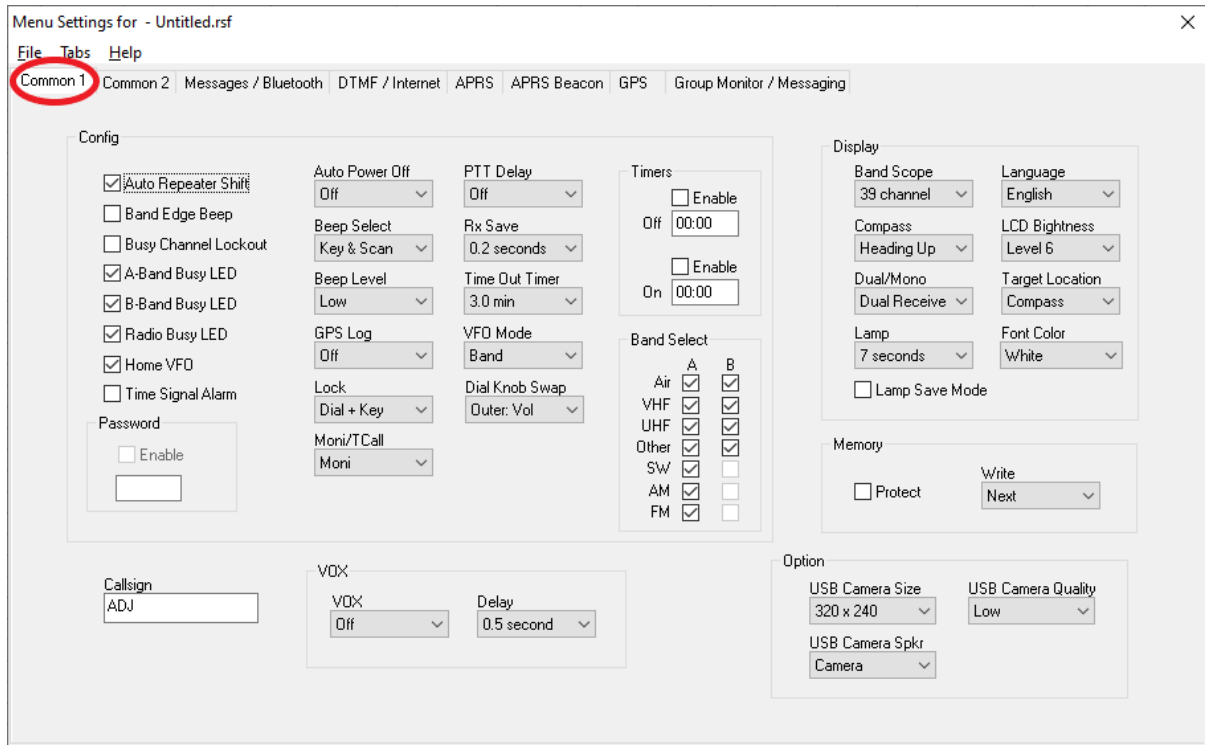 Menu Settings for - Untitled.rsf
File Tabs Help
Common 1 Common 2 Messages / Bluetooth DTMF / Internet APRS APRS Beacon GPS Group Monitor / Messaging
Config
Auto Repeater Shift
Band Edge Beep
Busy Channel Lockout
A-Band Busy LED
B-Band Busy LED
Radio Busy LED
Home VFO
Time Signal Alarm
Password
Enable
Auto Power Off
Off
Beep Select
Key & Scan
Beep Level
Low
GPS Log
Off
Lock
Dial + Key
Moni/TCall
Moni
PTT Delay
Off
Rx Save
0.2 seconds
Time Out Timer
3.0 min
VFO Mode
Band
Dial Knob Swap
Outer: Vol
Timers
Enable
Off 00:00
Enable
On 00:00
Band Select
A B
Air
VHF
UHF
Other
SW
AM
FM
Display
Band Scope
39 channel
Compass
Heading Up
Dual/Mono
Dual Receive
Lamp
7 seconds
Lamp Save Mode
Language
English
LCD Bightness
Level 6
Target Location
Compass
Font Color
White
Memory
Protect
Write
Next
Callsign
ADJ
VOX
VOX
Off
Delay
0.5 second
Option
USB Camera Size
320 x 240
USB Camera Quality
Low
USB Camera Spkr
Camera